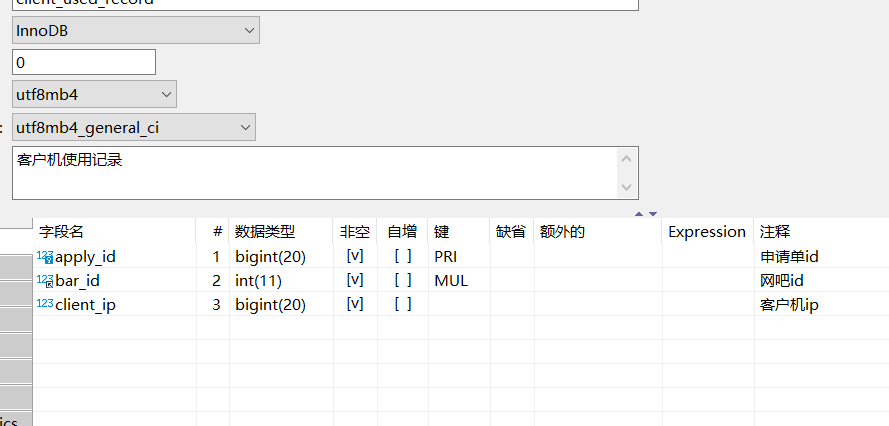 client_used_record
InnoDB
0
utf8mb4
: utf8mb4_general_ci
客户机使用记录
字段名 # 数据类型 非空 自增 键 缺省 额外的 Expression 注释
123 apply_id 1 bigint(20) [v] [ ] PRI 申请单id
123 bar_id 2 int(11) [v] [ ] MUL 网吧id
123 client_ip 3 bigint(20) [v] [ ] 客户机ip
ics